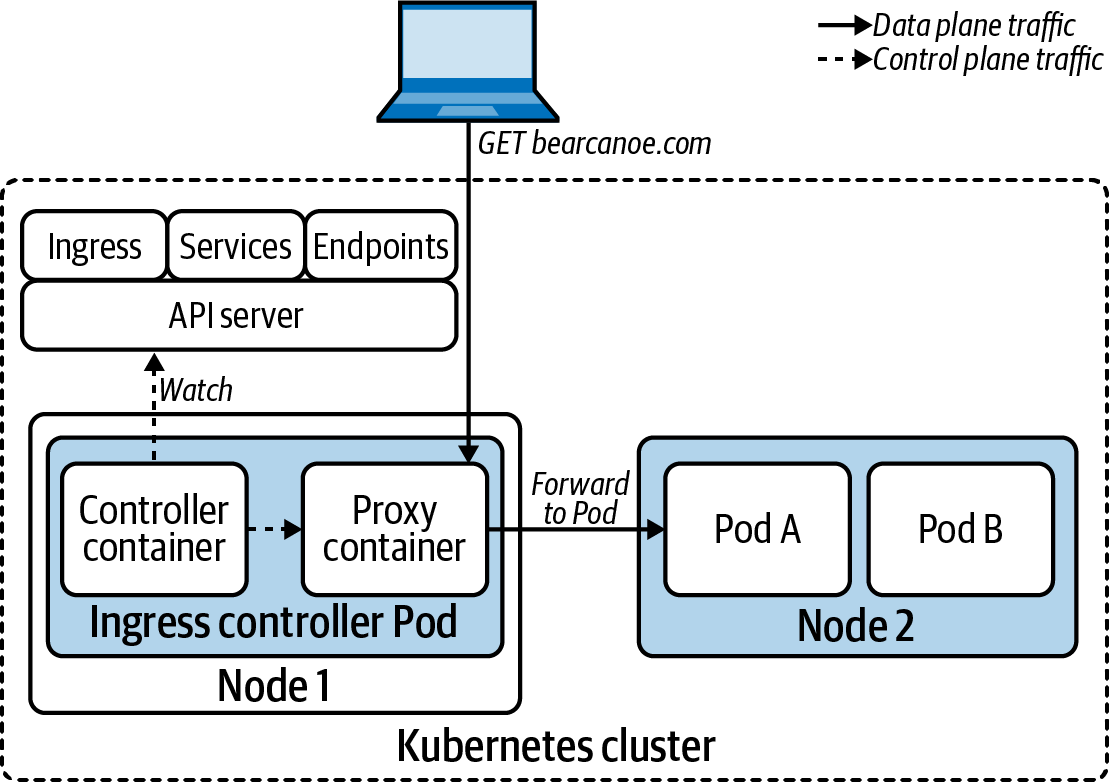 Data plane traffic
Control plane traffic
GET bearcanoe.com
Ingress
Services
Endpoints
API server
Watch
Controller
container
Proxy
container
Ingress controller Pod
Node 1
Forward
to Pod
Pod A
Pod B
Node 2
Kubernetes cluster